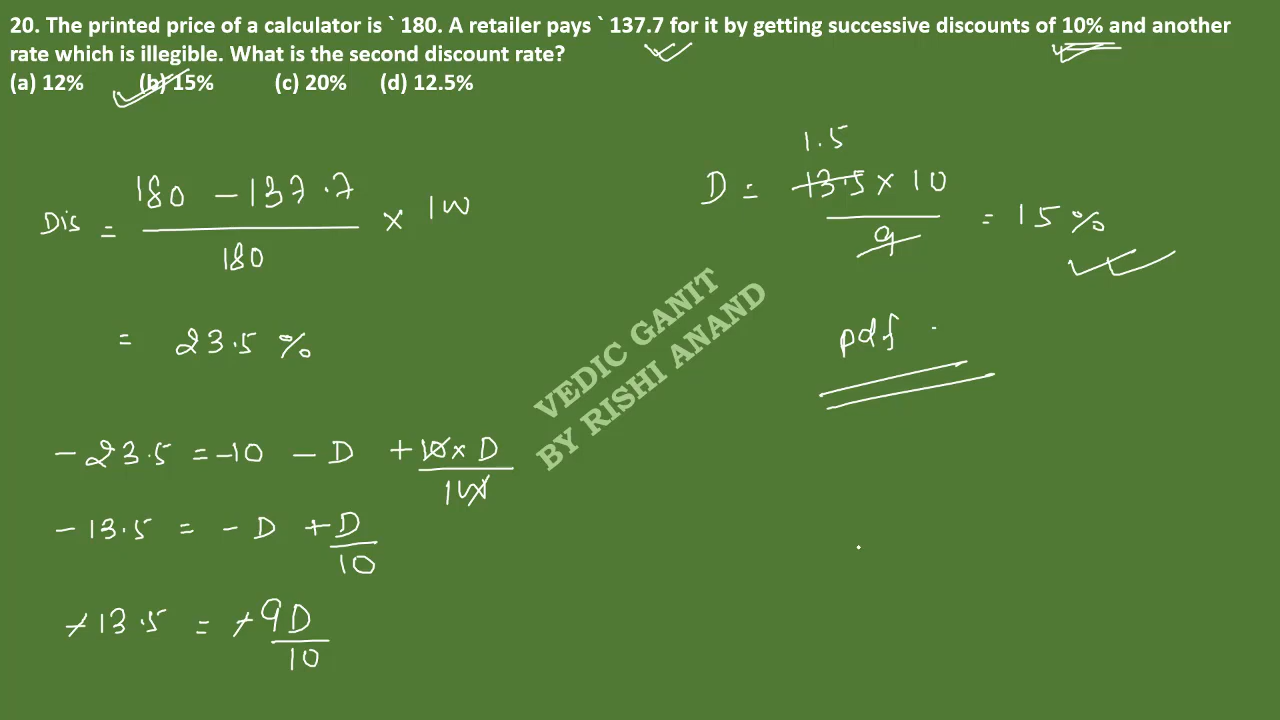 20. The printed price of a calculator is ` 180. A retailer pays ` 137.7 for it by getting successive discounts of 10% and another
rate which is illegible. What is the second discount rate?
(a) 12% (b) 15% (c) 20% (d) 12.5%
Dis = 180 - 137.7 / 180 × 100
= 23.5 %
- 23.5 = -10 - D + 10 × D / 100
- 13.5 = - D + D / 10
- 13.5 = - 9D / 10
1.5
D = 13.5 × 10 / 9 = 15 %
pdf .
VEDIC GANIT
BY RISHI ANAND